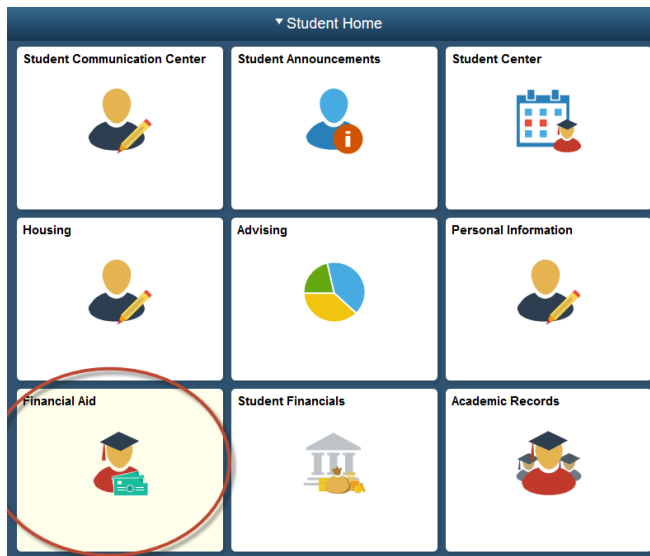 Student Home
Student Communication Center
Student Announcements
Student Center
Housing
Advising
Personal Information
Financial Aid
Student Financials
Academic Records